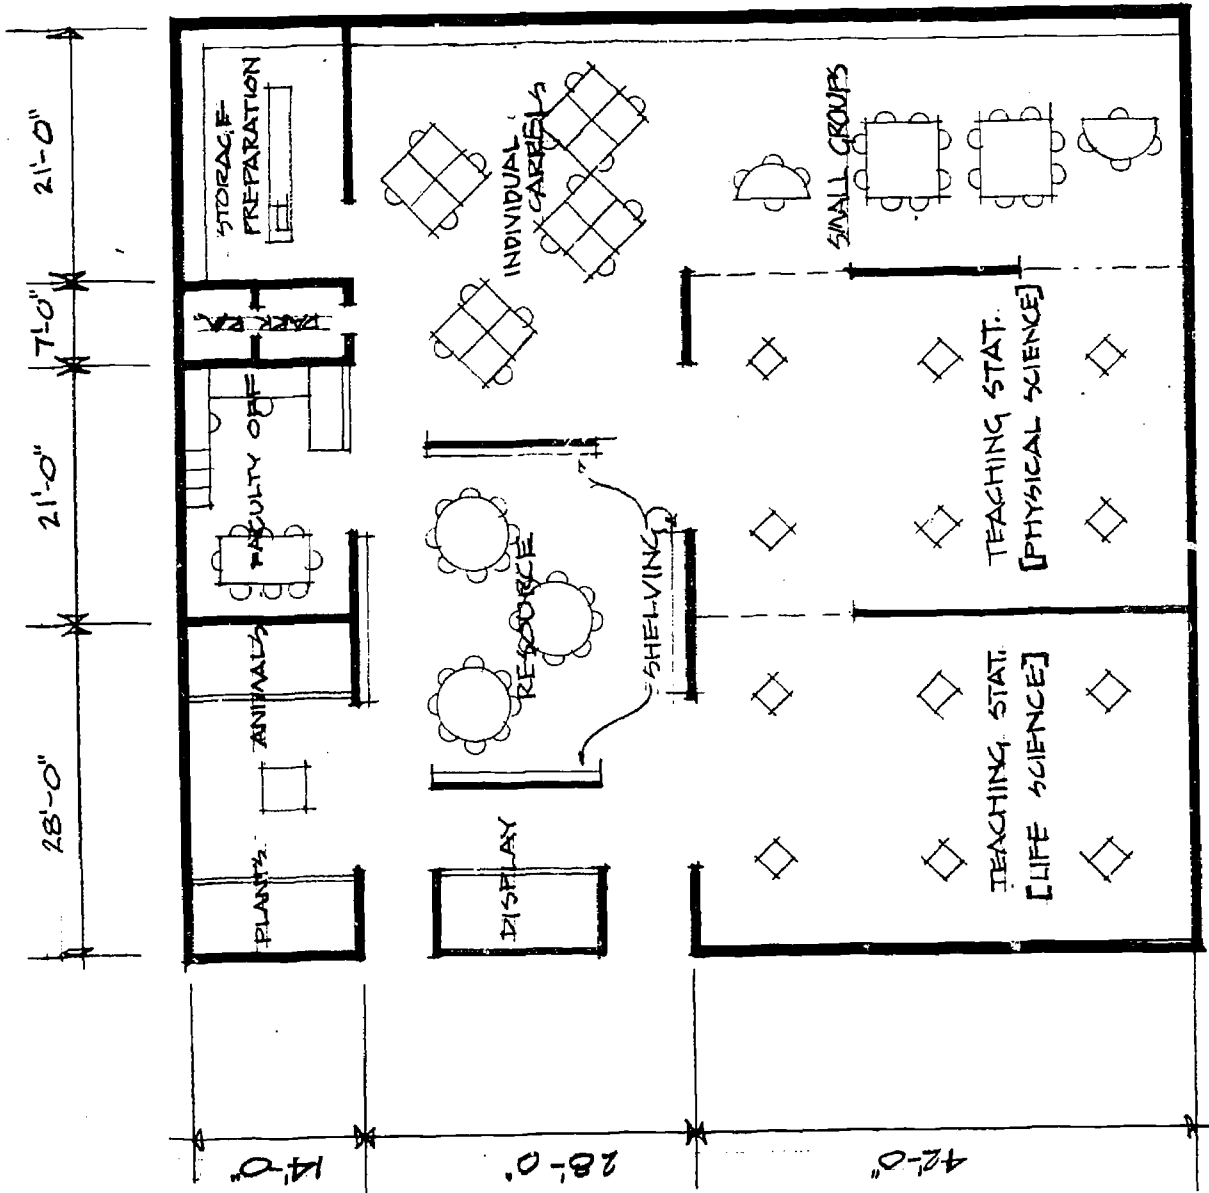 21'-0"
7'-0"
21'-0"
28'-0"
STORAGE
PREPARATION
DARK RM
FACULTY OFF
ANIMALS
PLANTS
INDIVIDUAL
CARRELS
RESOURCE
SHELVING
DISPLAY
SMALL GROUPS
TEACHING STAT.
[PHYSICAL SCIENCE]
TEACHING STAT.
[LIFE SCIENCE]
14'-0"
28'-0"
42'-0"